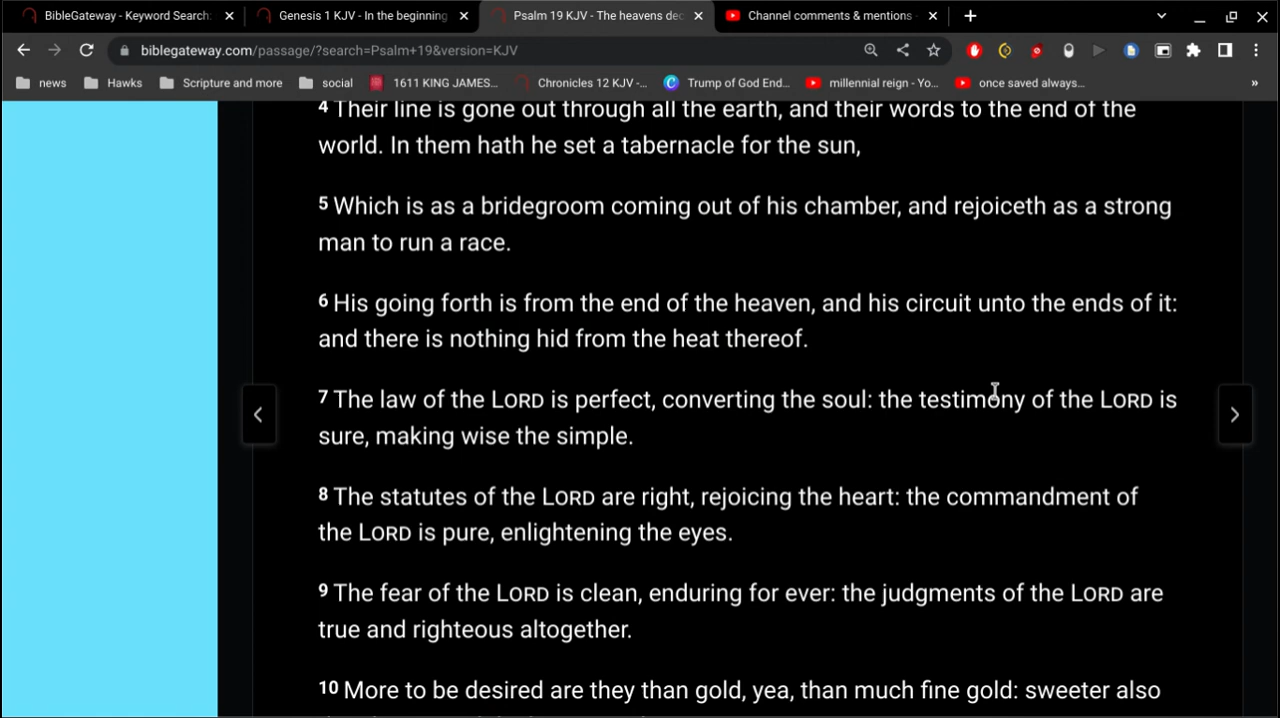 BibleGateway - Keyword Search:
Genesis 1 KJV - In the beginning
Psalm 19 KJV - The heavens dec
Channel comments & mentions -
biblegateway.com/passage/?search=Psalm+19&version=KJV
news
Hawks
Scripture and more
social
1611 KING JAMES...
Chronicles 12 KJV -...
Trump of God End...
millennial reign - Yo...
once saved always...
»
4 Their line is gone out through all the earth, and their words to the end of the
world. In them hath he set a tabernacle for the sun,
5 Which is as a bridegroom coming out of his chamber, and rejoiceth as a strong
man to run a race.
6 His going forth is from the end of the heaven, and his circuit unto the ends of it:
and there is nothing hid from the heat thereof.
7 The law of the LORD is perfect, converting the soul: the testimony of the LORD is
sure, making wise the simple.
8 The statutes of the LORD are right, rejoicing the heart: the commandment of
the LORD is pure, enlightening the eyes.
9 The fear of the LORD is clean, enduring for ever: the judgments of the LORD are
true and righteous altogether.
10 More to be desired are they than gold, yea, than much fine gold: sweeter also